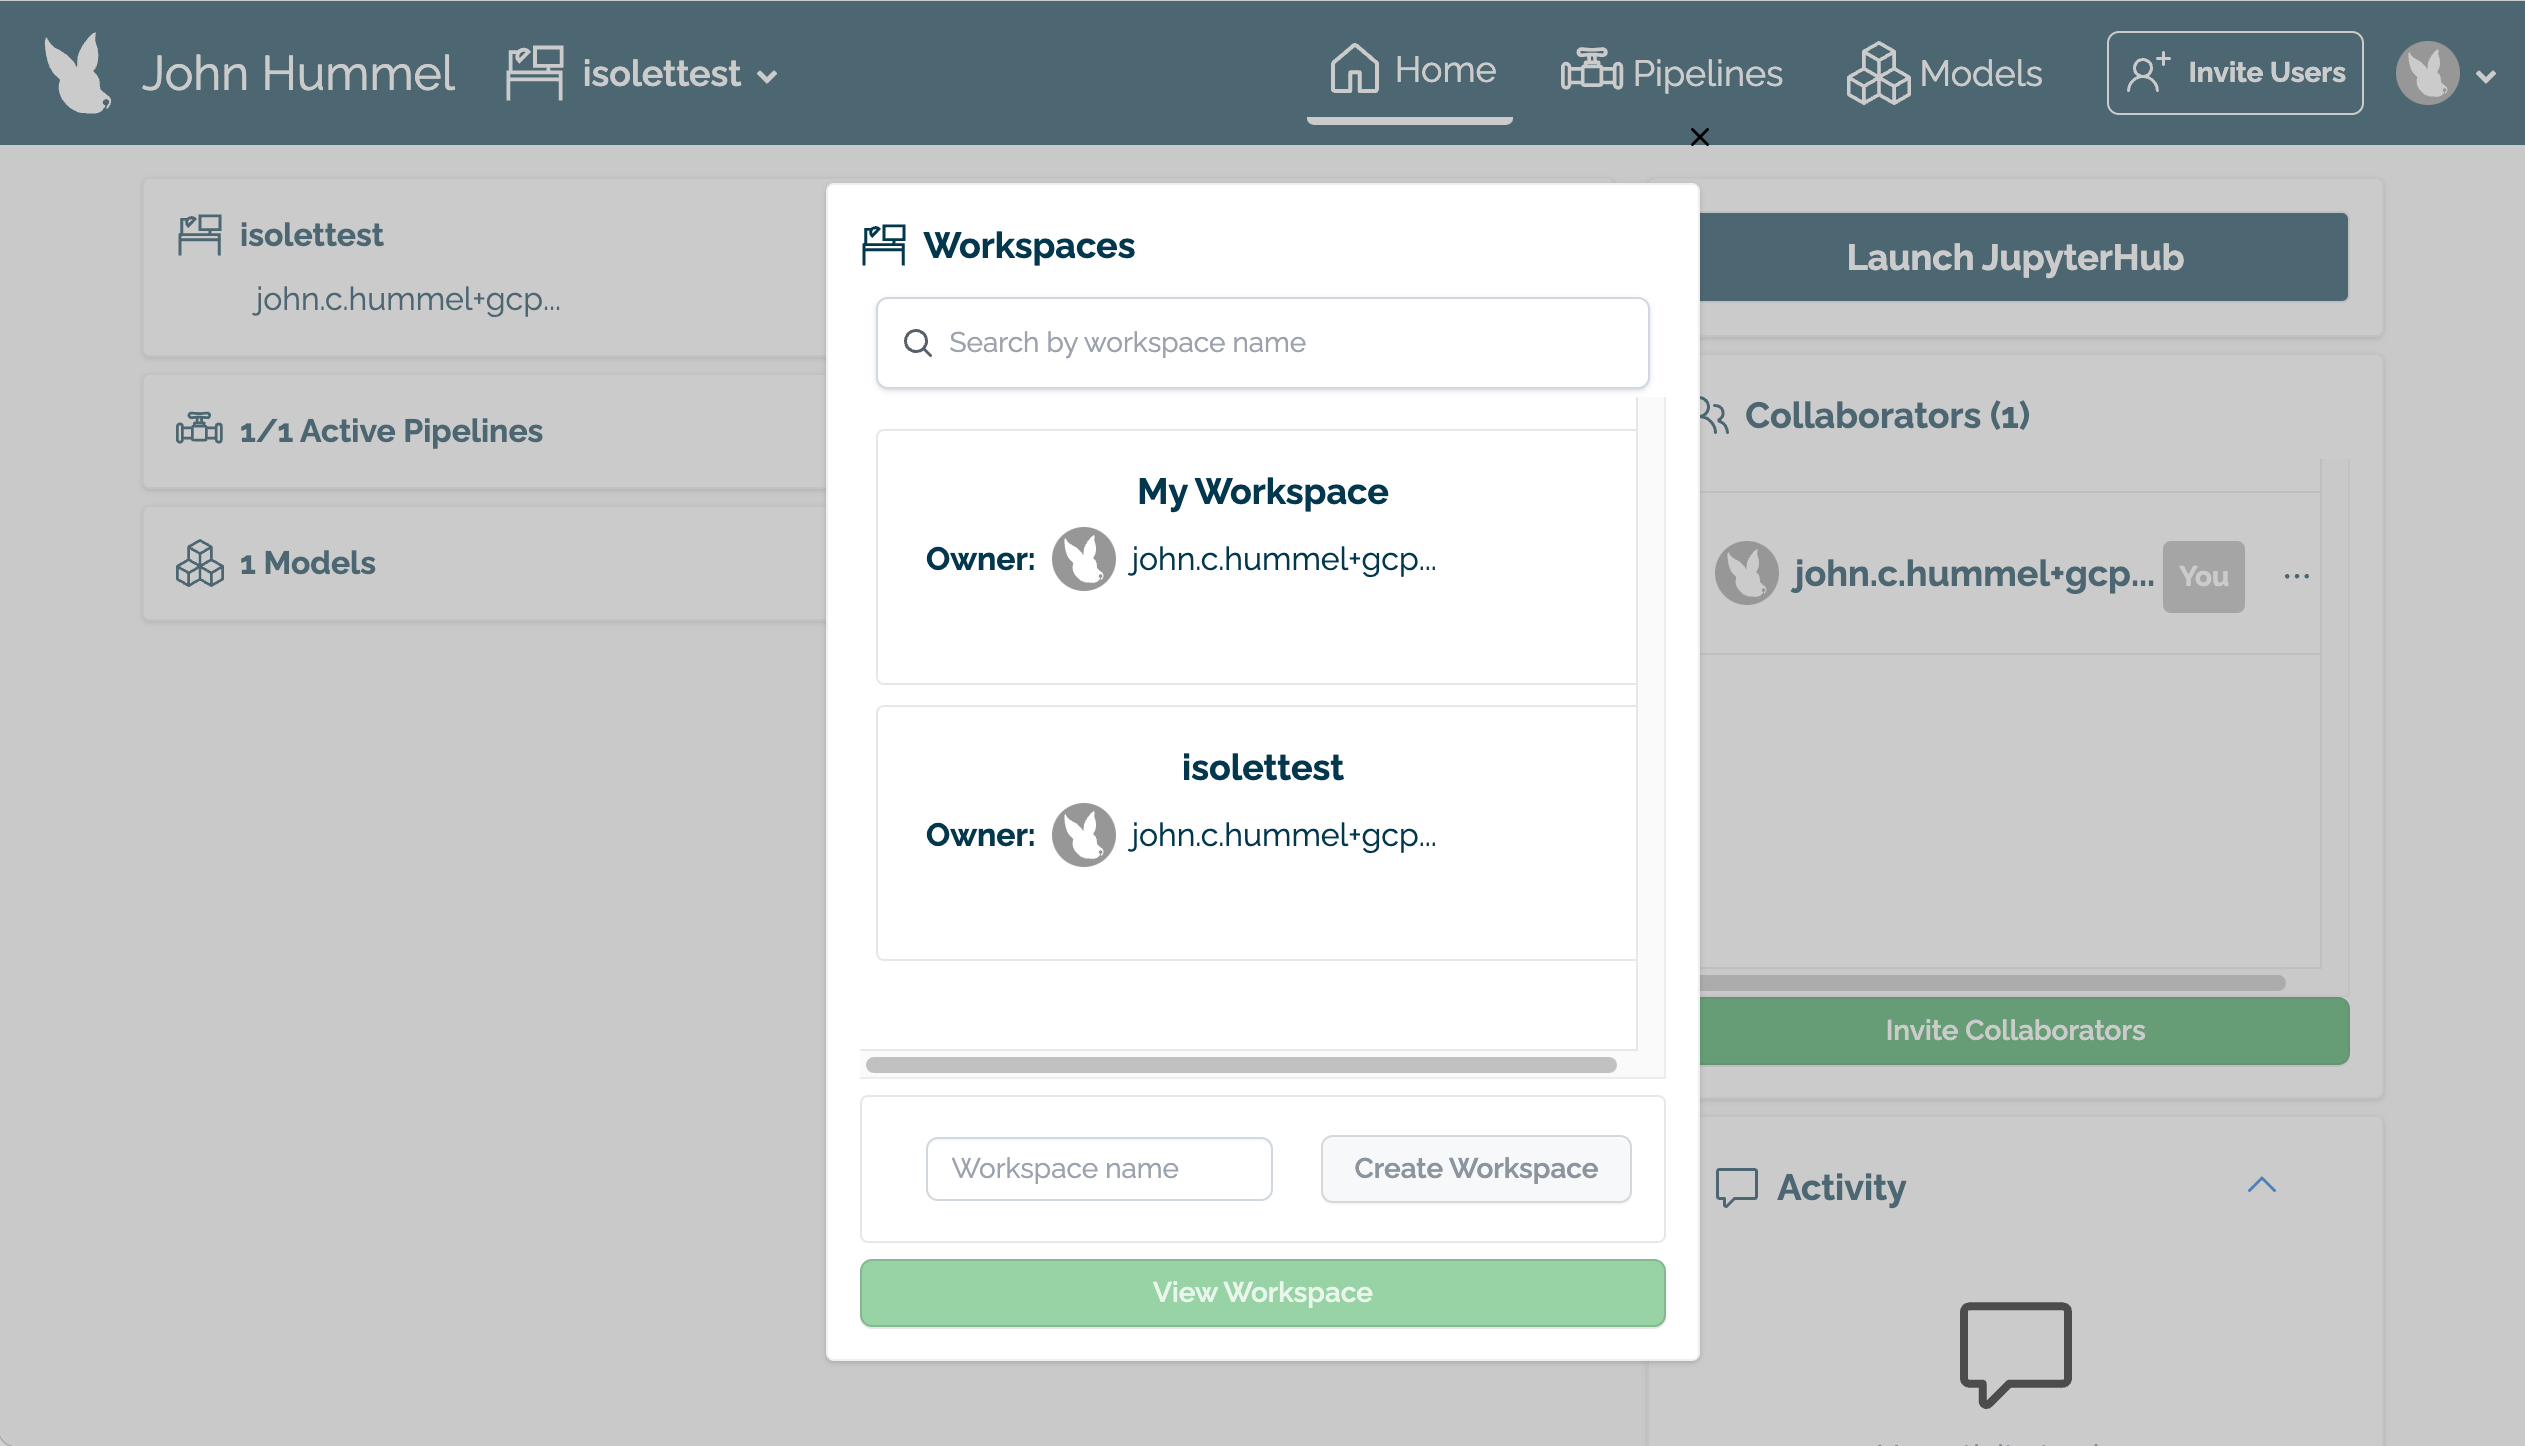 John Hummel
isolettest
Home
Pipelines
Models
Invite Users
isolettest
john.c.hummel+gcp...
1/1 Active Pipelines
1 Models
Workspaces
Search by workspace name
My Workspace
Owner: john.c.hummel+gcp...
isolettest
Owner: john.c.hummel+gcp...
Workspace name
Create Workspace
View Workspace
Launch JupyterHub
Collaborators (1)
john.c.hummel+gcp... You ...
Invite Collaborators
Activity